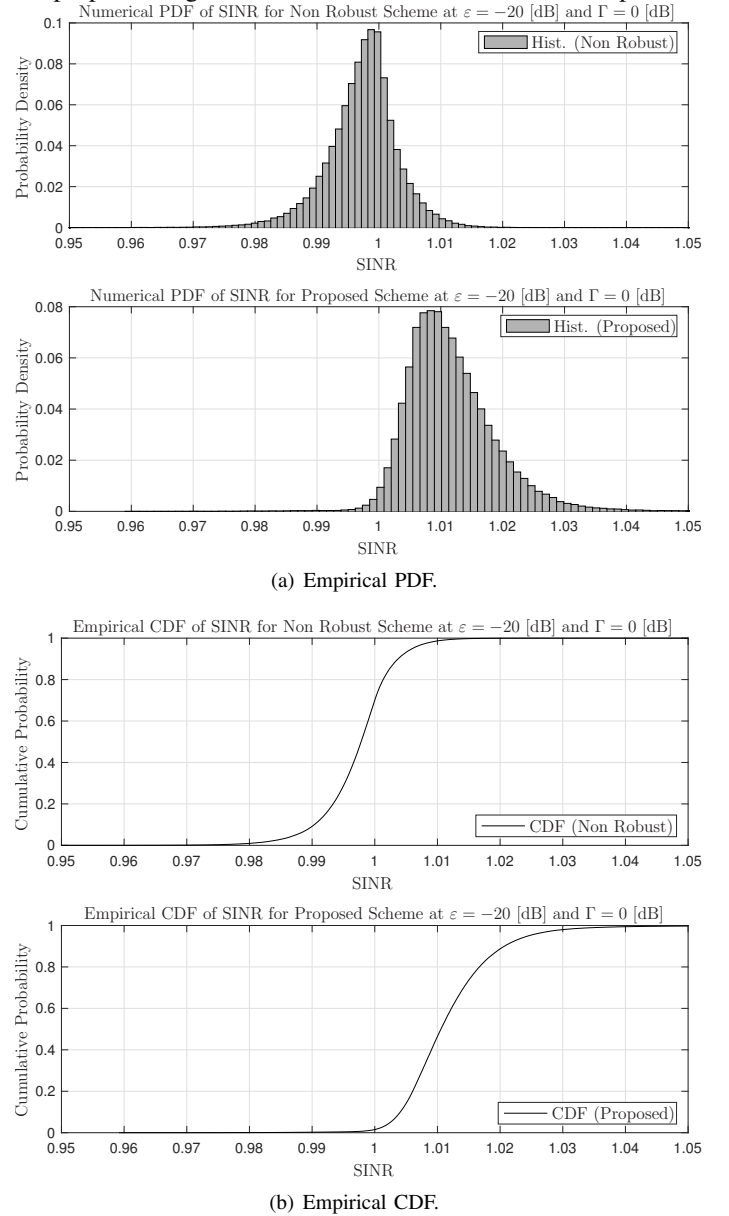 Numerical PDF of SINR for Non Robust Scheme at ε = −20 [dB] and Γ = 0 [dB]
0.1
0.08
0.06
0.04
0.02
0
Probability Density
Hist. (Non Robust)
0.95 0.96 0.97 0.98 0.99 1 1.01 1.02 1.03 1.04 1.05
SINR
Numerical PDF of SINR for Proposed Scheme at ε = −20 [dB] and Γ = 0 [dB]
0.08
0.06
0.04
0.02
0
Probability Density
Hist. (Proposed)
0.95 0.96 0.97 0.98 0.99 1 1.01 1.02 1.03 1.04 1.05
SINR
(a) Empirical PDF.
Empirical CDF of SINR for Non Robust Scheme at ε = −20 [dB] and Γ = 0 [dB]
1
0.8
0.6
0.4
0.2
0
Cumulative Probability
CDF (Non Robust)
0.95 0.96 0.97 0.98 0.99 1 1.01 1.02 1.03 1.04 1.05
SINR
Empirical CDF of SINR for Proposed Scheme at ε = −20 [dB] and Γ = 0 [dB]
1
0.8
0.6
0.4
0.2
0
Cumulative Probability
CDF (Proposed)
0.95 0.96 0.97 0.98 0.99 1 1.01 1.02 1.03 1.04 1.05
SINR
(b) Empirical CDF.